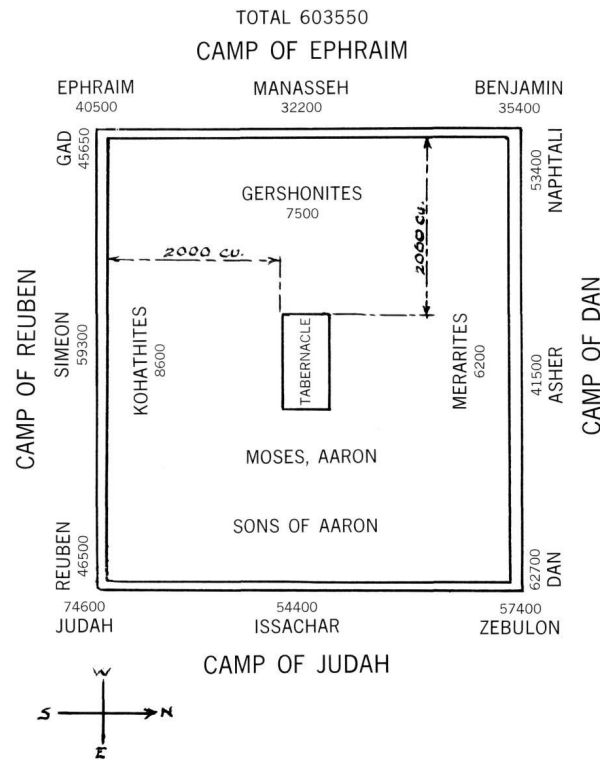 TOTAL 603550
CAMP OF EPHRAIM
EPHRAIM
40500
MANASSEH
32200
BENJAMIN
35400
GAD
45650
53400
NAPHTALI
GERSHONITES
7500
2000 CU.
2000 CU.
CAMP OF REUBEN
SIMEON
59300
KOHATHITES
8600
TABERNACLE
MERARITES
6200
41500
ASHER
CAMP OF DAN
MOSES, AARON
SONS OF AARON
REUBEN
46500
62700
DAN
74600
JUDAH
54400
ISSACHAR
57400
ZEBULON
CAMP OF JUDAH
W
S N
E